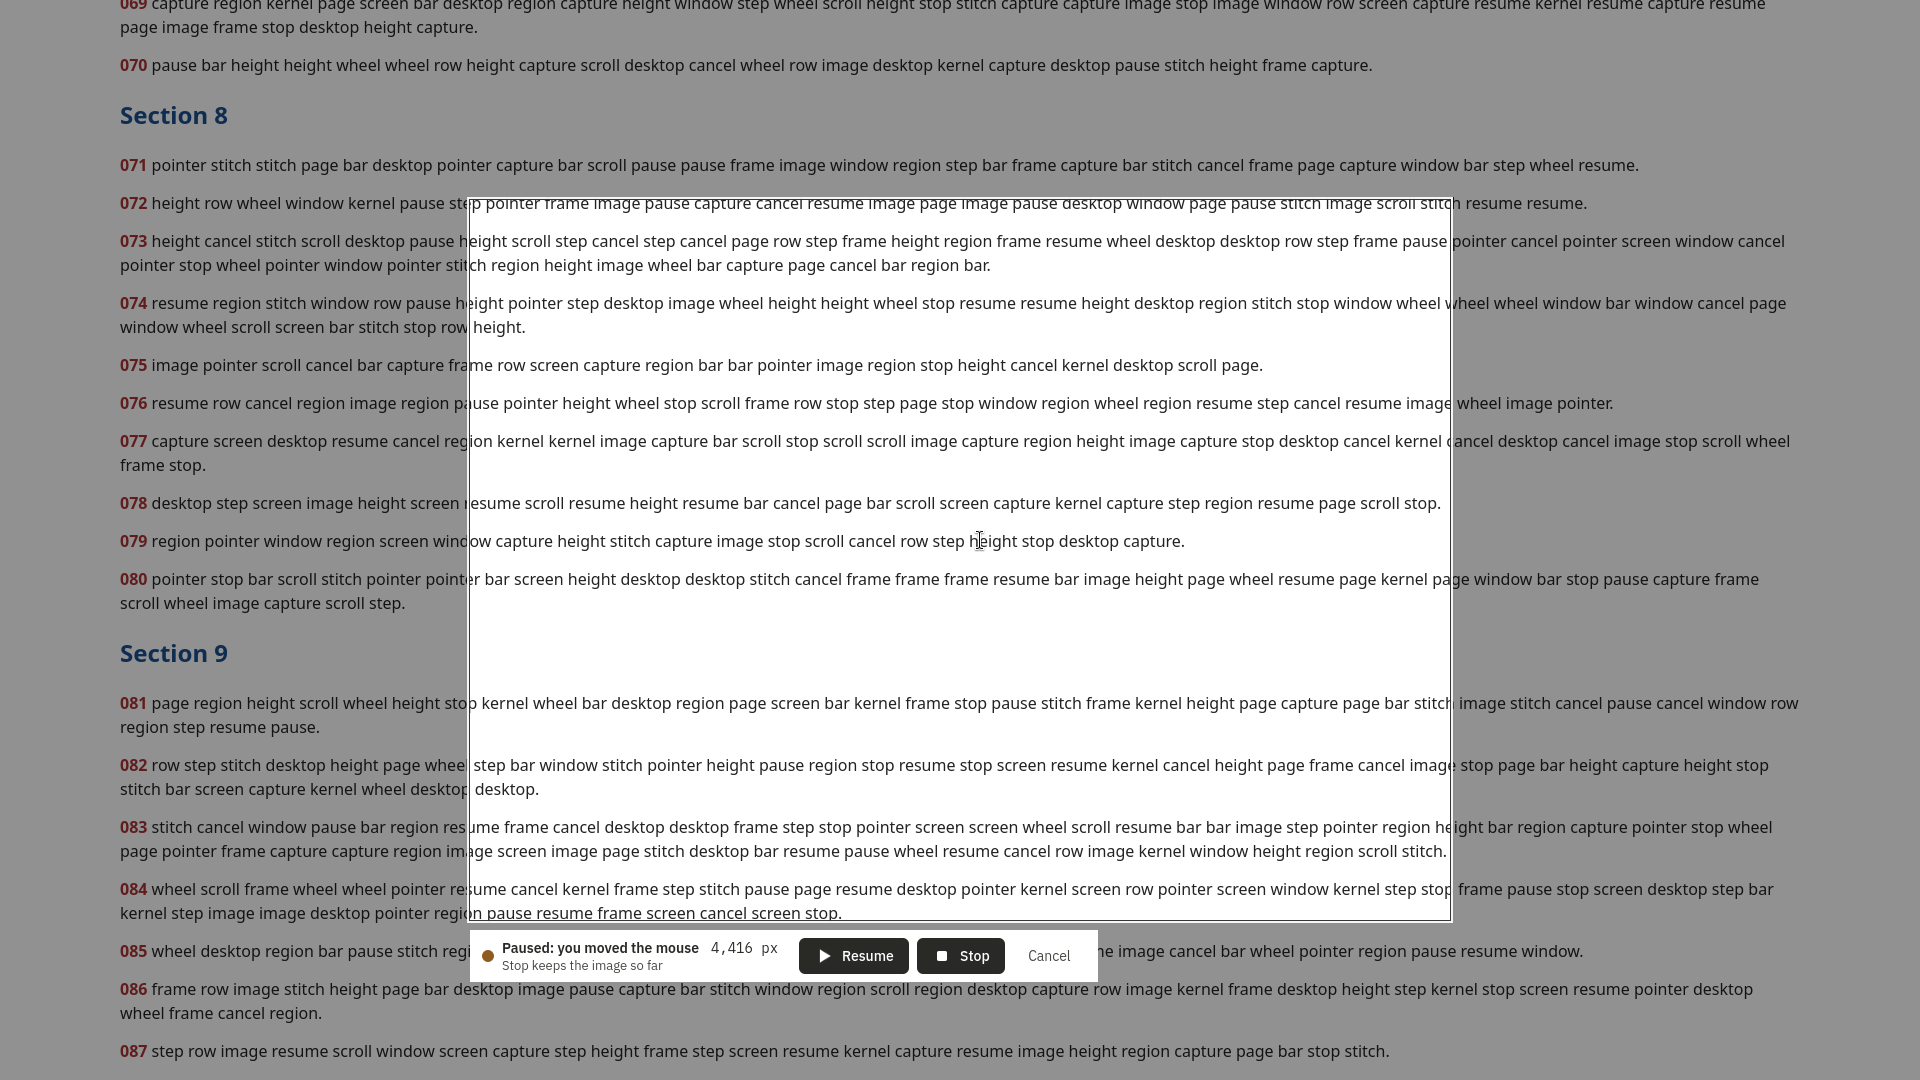 069 capture region kernel page screen bar desktop region capture height window step wheel scroll height stop stitch capture capture image stop image window row screen capture resume kernel resume capture resume
page image frame stop desktop height capture.
070 pause bar height height wheel wheel row height capture scroll desktop cancel wheel row image desktop kernel capture desktop pause stitch height frame capture.
Section 8
071 pointer stitch stitch page bar desktop pointer capture bar scroll pause pause frame image window region step bar frame capture bar stitch cancel frame page capture window bar step wheel resume.
072 height row wheel window kernel pause step pointer frame image pause capture cancel resume image page image pause desktop window page pause stitch image scroll stitch resume resume.
073 height cancel stitch scroll desktop pause height scroll step cancel step cancel page row step frame height region frame resume wheel desktop desktop row step frame pause pointer cancel pointer screen window cancel
pointer stop wheel pointer window pointer stitch region height image wheel bar capture page cancel bar region bar.
074 resume region stitch window row pause height pointer step desktop image wheel height height wheel stop resume resume height desktop region stitch stop window wheel wheel wheel window bar window cancel page
window wheel scroll screen bar stitch stop row height.
075 image pointer scroll cancel bar capture frame row screen capture region bar bar pointer image region stop height cancel kernel desktop scroll page.
076 resume row cancel region image region pause pointer height wheel stop scroll frame row stop step page stop window region wheel region resume step cancel resume image wheel image pointer.
077 capture screen desktop resume cancel region kernel kernel image capture bar scroll stop scroll scroll image capture region height image capture stop desktop cancel kernel cancel desktop cancel image stop scroll wheel
frame stop.
078 desktop step screen image height screen resume scroll resume height resume bar cancel page bar scroll screen capture kernel capture step region resume page scroll stop.
079 region pointer window region screen window capture height stitch capture image stop scroll cancel row step height stop desktop capture.
080 pointer stop bar scroll stitch pointer pointer bar screen height desktop desktop stitch cancel frame frame frame resume bar image height page wheel resume page kernel page window bar stop pause capture frame
scroll wheel image capture scroll step.
Section 9
081 page region height scroll wheel height stop kernel wheel bar desktop region page screen bar kernel frame stop pause stitch frame kernel height page capture page bar stitch image stitch cancel pause cancel window row
region step resume pause.
082 row step stitch desktop height page wheel step bar window stitch pointer height pause region stop resume stop screen resume kernel cancel height page frame cancel image stop page bar height capture height stop
stitch bar screen capture kernel wheel desktop desktop.
083 stitch cancel window pause bar region resume frame cancel desktop desktop frame step stop pointer screen screen wheel scroll resume bar bar image step pointer region height bar region capture pointer stop wheel
page pointer frame capture capture region image screen image page stitch desktop bar resume pause wheel resume cancel row image kernel window height region scroll stitch.
084 wheel scroll frame wheel wheel pointer resume cancel kernel frame step stitch pause page resume desktop pointer kernel screen row pointer screen window kernel step stop frame pause stop screen desktop step bar
kernel step image image desktop pointer region pause resume frame screen cancel screen stop.
085 wheel desktop region bar pause stitch image cancel bar wheel pointer region pause resume window.
Paused: you moved the mouse 4,416 px Resume Stop Cancel
Stop keeps the image so far
086 frame row image stitch height page bar desktop image pause capture bar stitch window region scroll region desktop capture row image kernel frame desktop height step kernel stop screen resume pointer desktop
wheel frame cancel region.
087 step row image resume scroll window screen capture step height frame step screen resume kernel capture resume image height region capture page bar stop stitch.